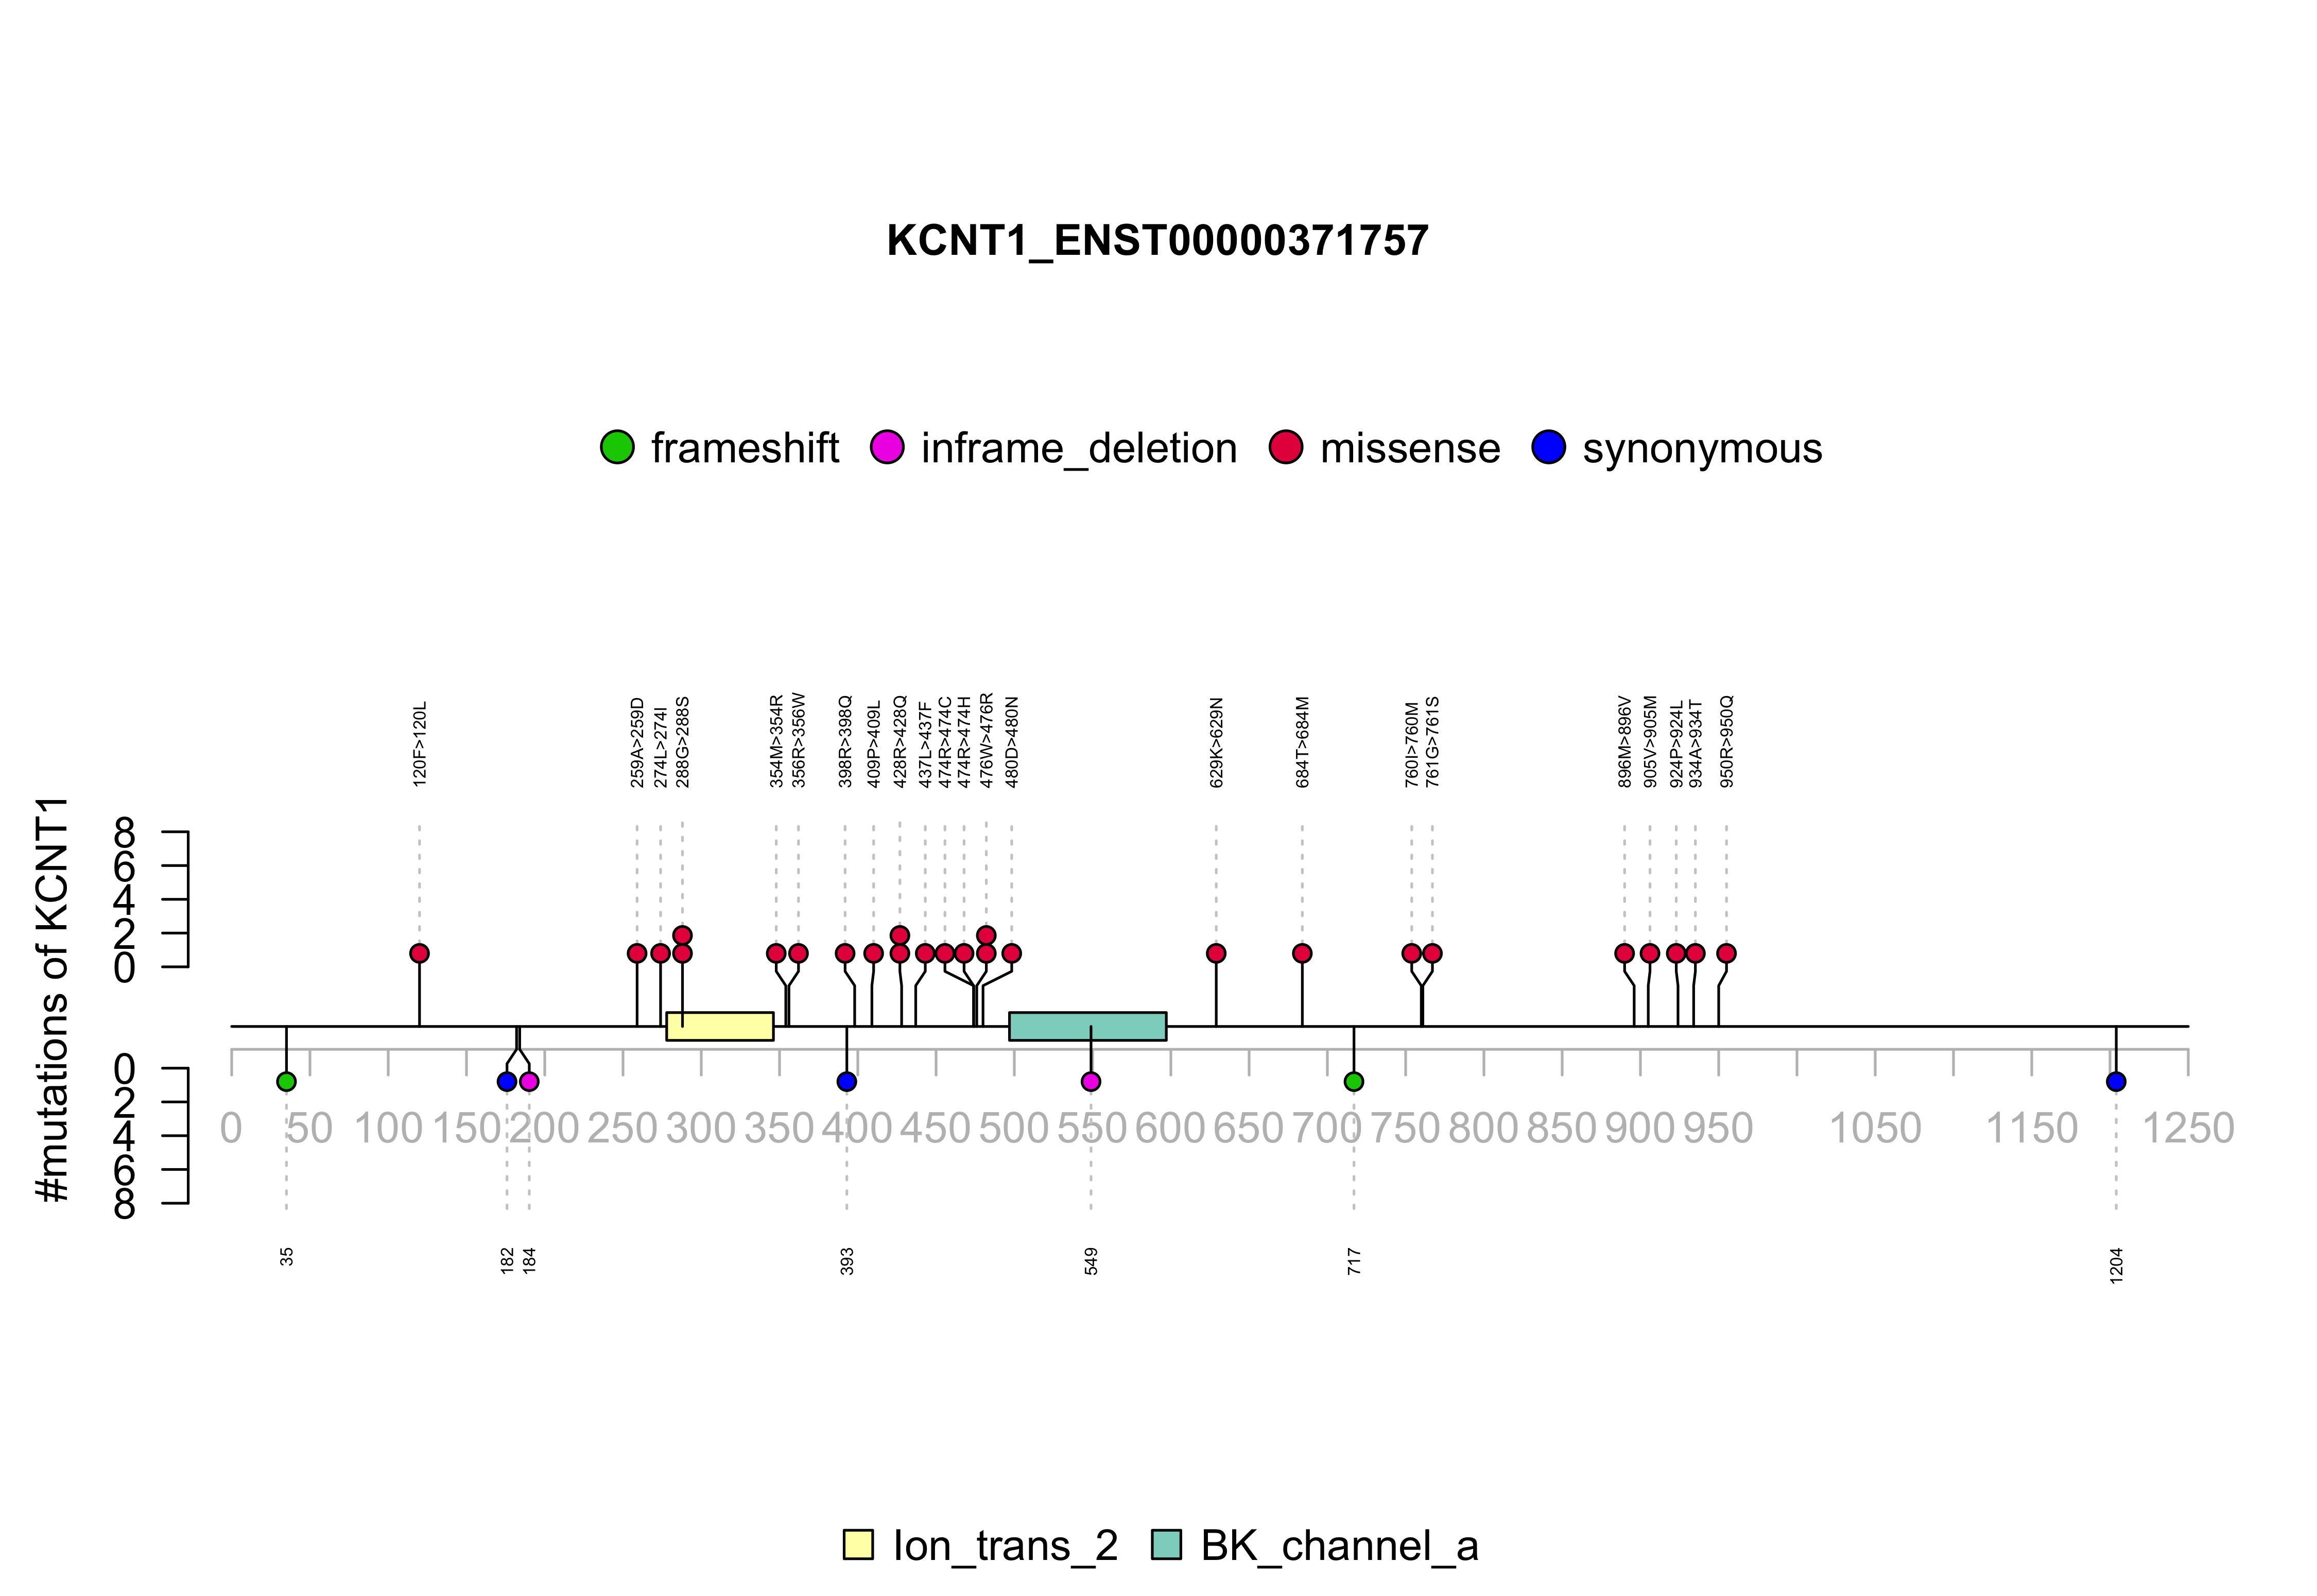 KCNT1_ENST00000371757
frameshift inframe_deletion missense synonymous
120F>120L 259A>259D 274L>274I 288G>288S 354M>354R 356R>356W 398R>398Q 409P>409L 428R>428Q 437L>437F 474R>474C 474R>474H 476W>476R 480D>480N 629K>629N 684T>684M 760I>760M 761G>761S 896M>896V 905V>905M 924P>924L 934A>934T 950R>950Q
#mutations of KCNT1
8
6
4
2
0
0
2
4
6
8
0 50 100 150 200 250 300 350 400 450 500 550 600 650 700 750 800 850 900 950 1050 1150 1250
35 182 184 393 549 717 1204
Ion_trans_2 BK_channel_a